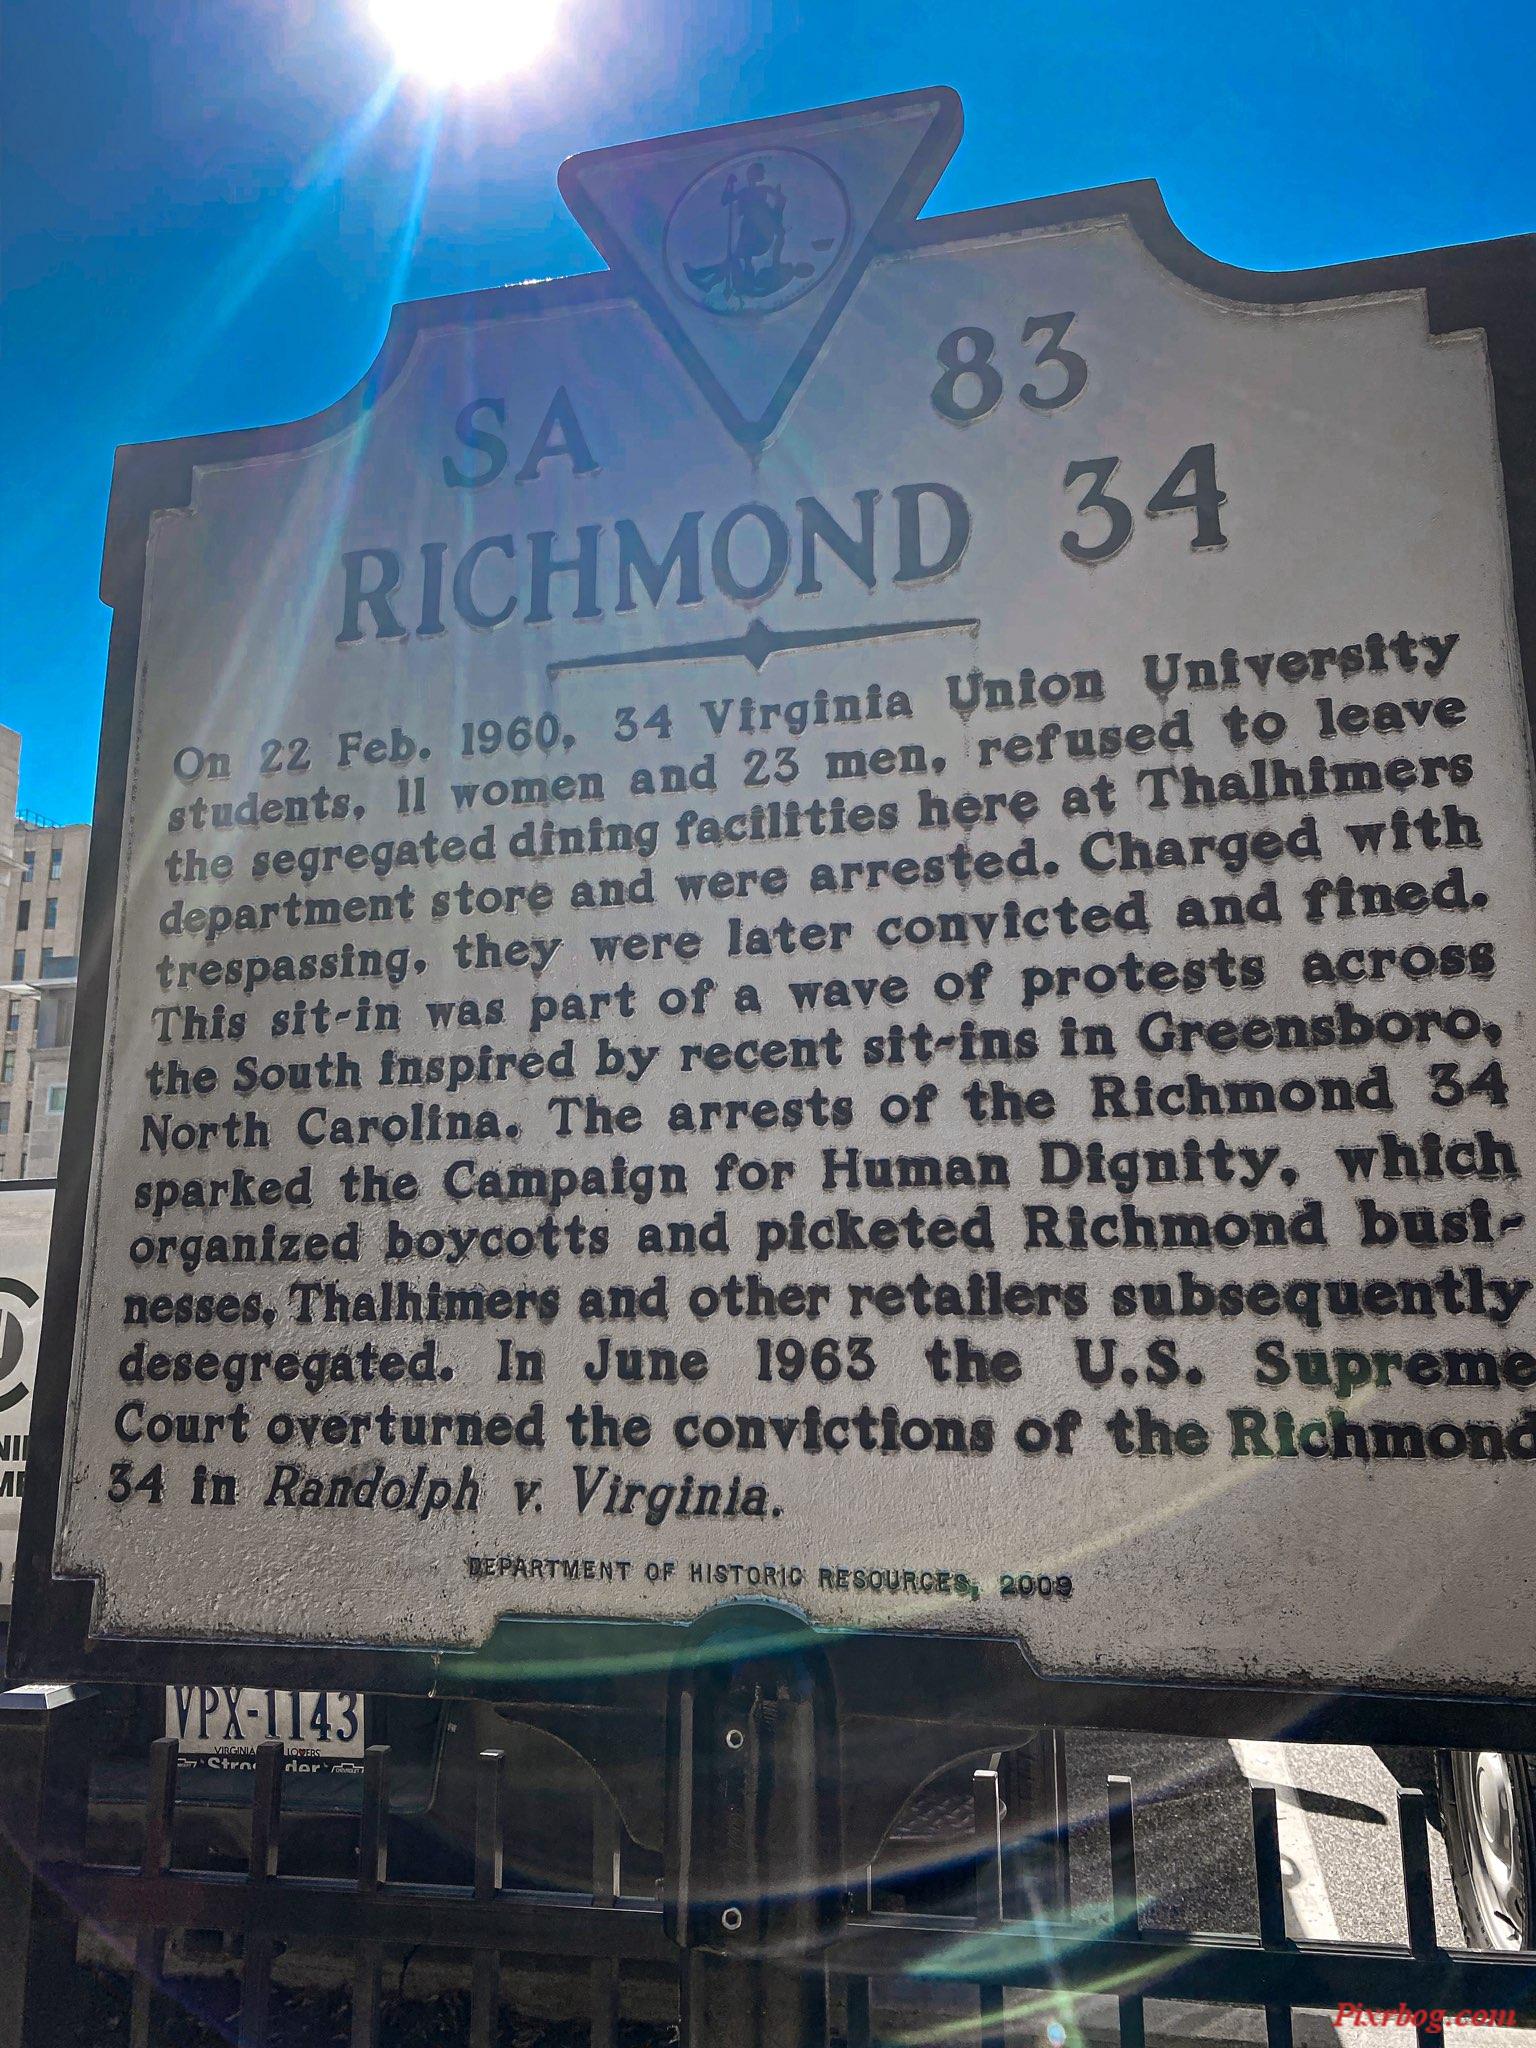 SA 83
RICHMOND 34
On 22 Feb. 1960, 34 Virginia Union University
students, 11 women and 23 men, refused to leave
the segregated dining facilities here at Thalhimers
department store and were arrested. Charged with
trespassing, they were later convicted and fined.
This sit-in was part of a wave of protests across
the South inspired by recent sit-ins in Greensboro,
North Carolina. The arrests of the Richmond 34
sparked the Campaign for Human Dignity, which
organized boycotts and picketed Richmond busi-
nesses. Thalhimers and other retailers subsequently
desegregated. In June 1963 the U.S. Supreme
Court overturned the convictions of the Richmond
34 in Randolph v. Virginia.
DEPARTMENT OF HISTORIC RESOURCES, 2009
VPX-1143
VIRGINIA LOVERS
Pixrbog.com